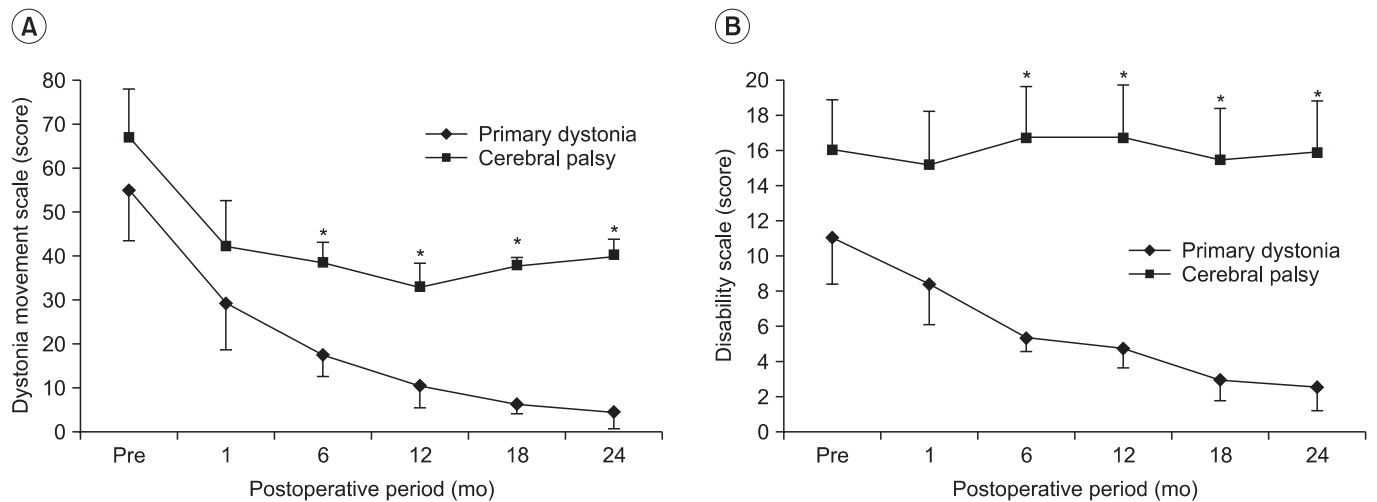 A
Dystonia movement scale (score)
80
70
60
50
40
30
20
10
0
Primary dystonia
Cerebral palsy
* * * *
Pre 1 6 12 18 24
Postoperative period (mo)
B
Disability scale (score)
20
18
16
14
12
10
8
6
4
2
0
* * * *
Primary dystonia
Cerebral palsy
Pre 1 6 12 18 24
Postoperative period (mo)